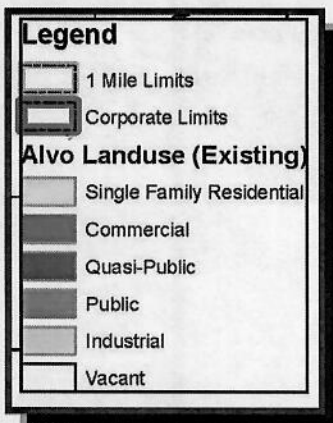 Legend
1 Mile Limits
Corporate Limits
Alvo Landuse (Existing)
Single Family Residential
Commercial
Quasi-Public
Public
Industrial
Vacant